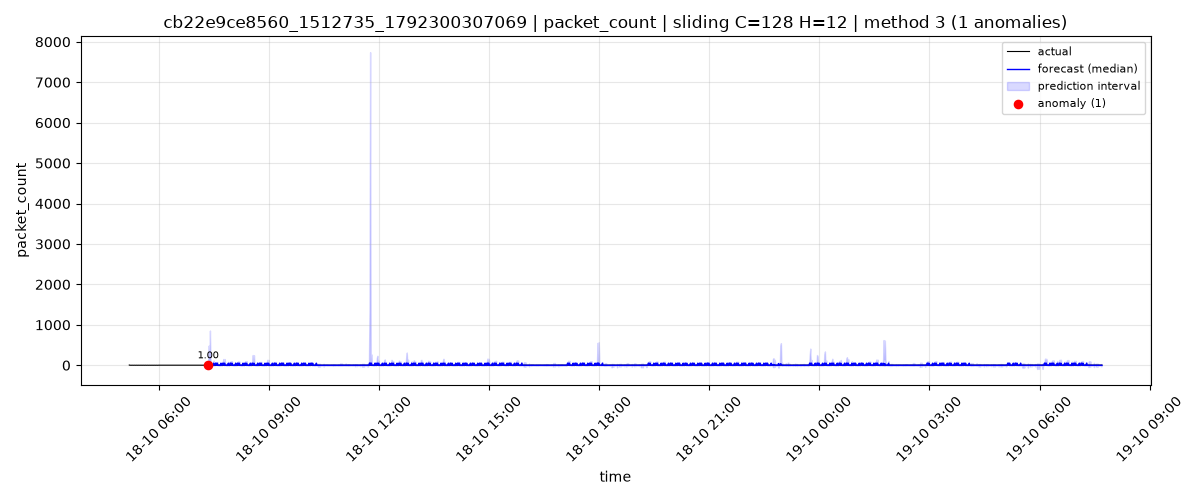 cb22e9ce8560_1512735_1792300307069 | packet_count | sliding C=128 H=12 | method 3 (1 anomalies)
packet_count
8000
7000
6000
5000
4000
3000
2000
1000
0
actual
forecast (median)
prediction interval
anomaly (1)
1.00
18-10 06:00
18-10 09:00
18-10 12:00
18-10 15:00
18-10 18:00
18-10 21:00
19-10 00:00
19-10 03:00
19-10 06:00
19-10 09:00
time